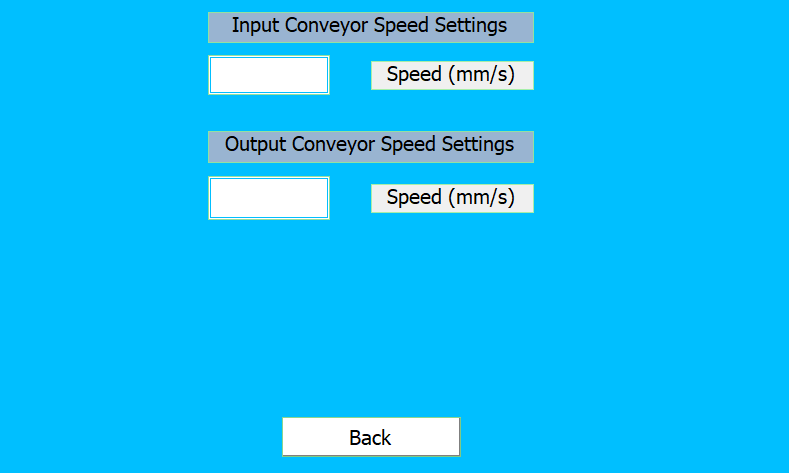 Input Conveyor Speed Settings
Speed (mm/s)
Output Conveyor Speed Settings
Speed (mm/s)
Back